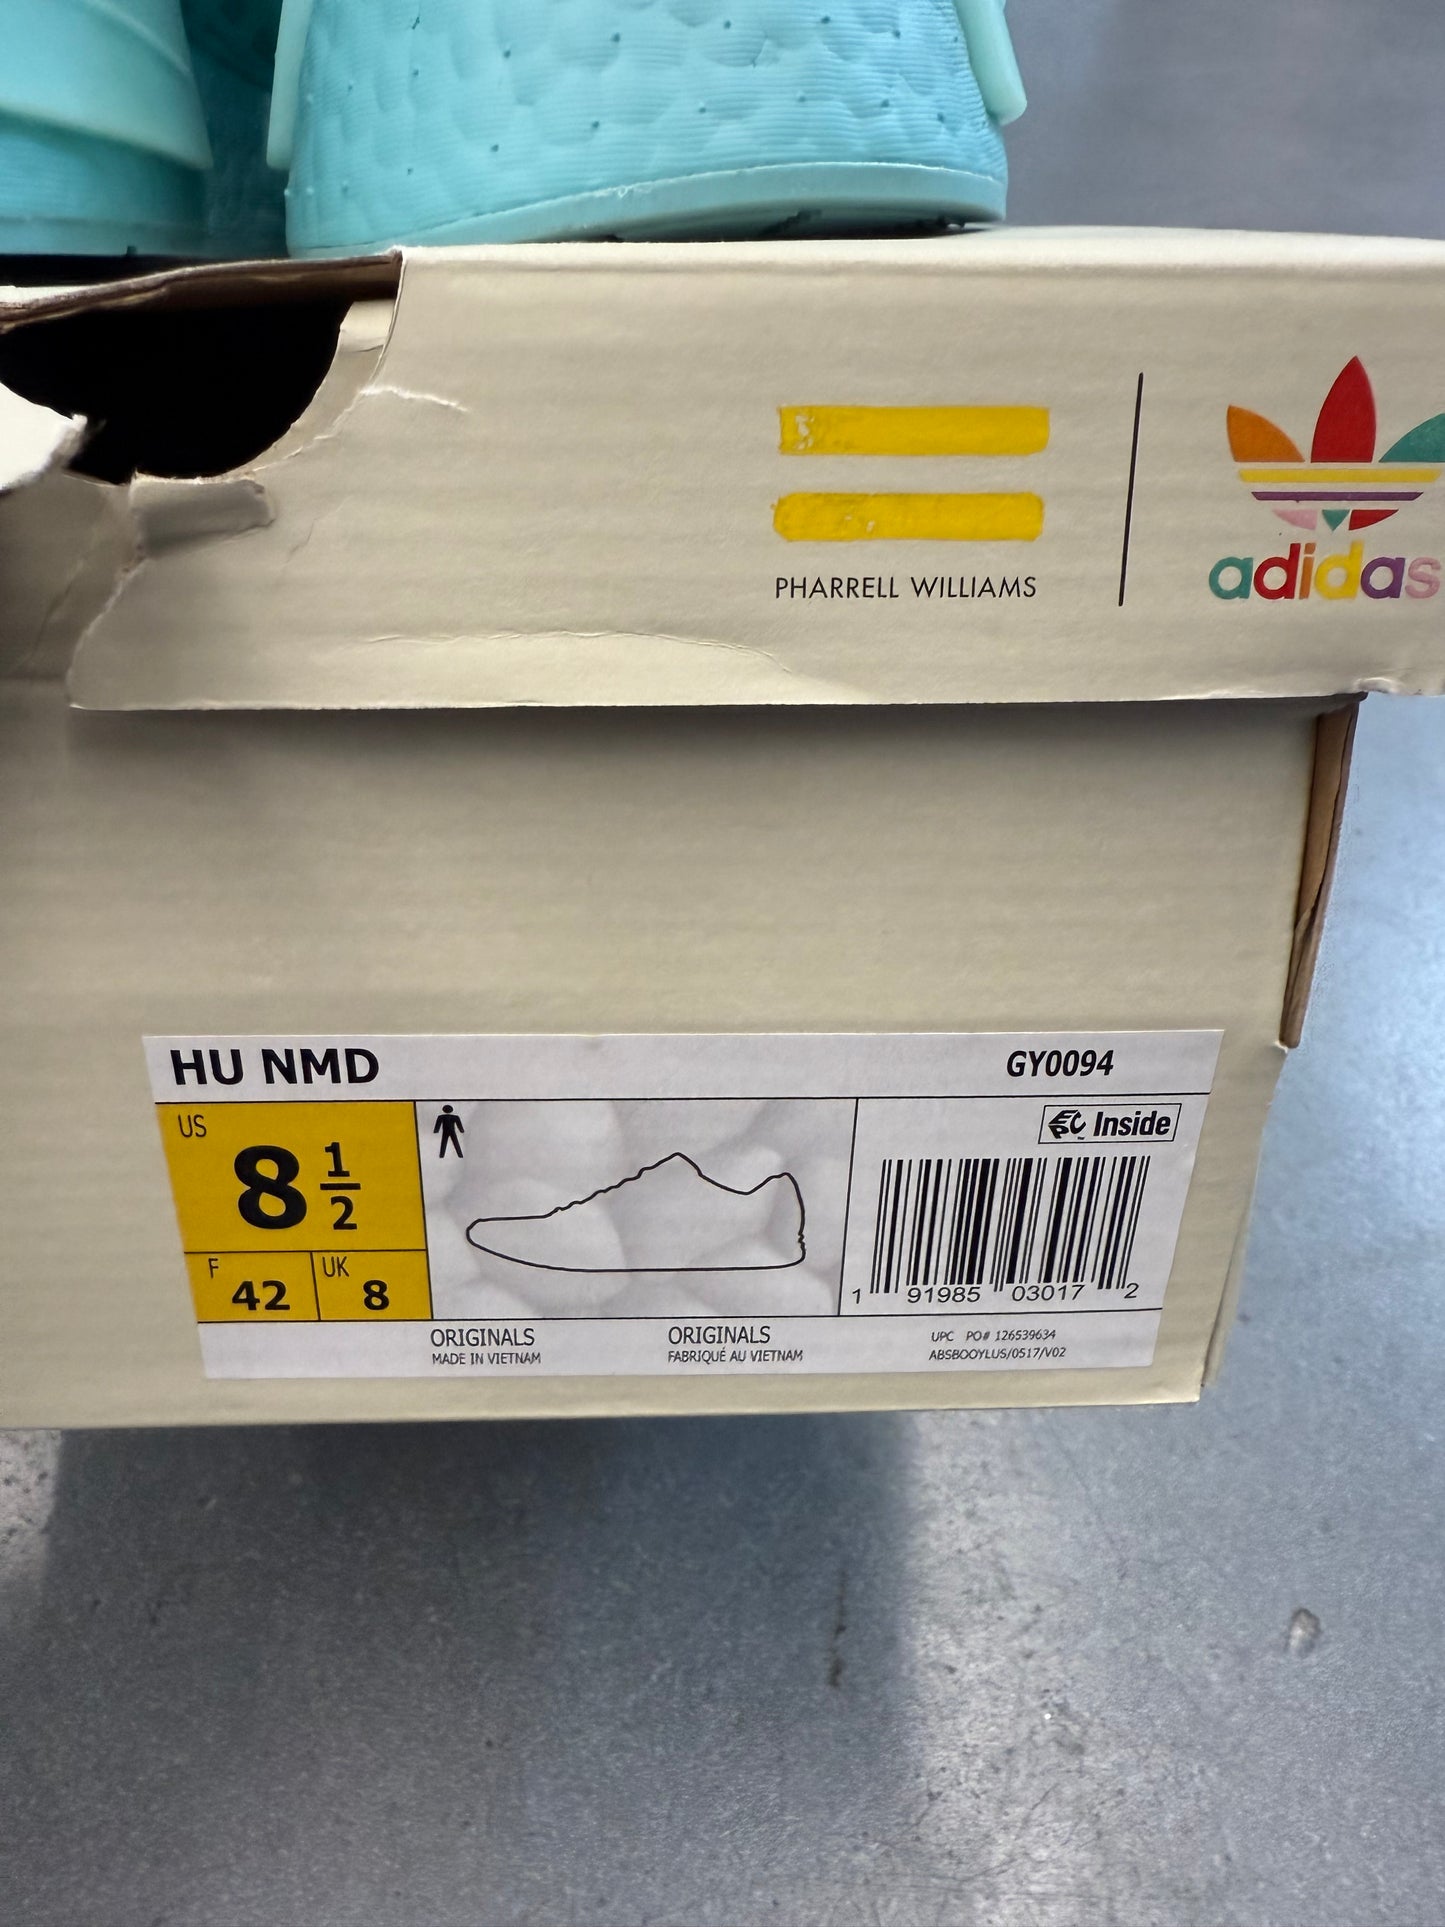 PHARRELL WILLIAMS
adidas
HU NMD
GY0094
US
8 1/2
F
42
UK
8
EPC Inside
1 91985 03017 2
ORIGINALS
MADE IN VIETNAM
ORIGINALS
FABRIQUÉ AU VIETNAM
UPC PO# 126539634
ABSBOOYLUS/0517/V02